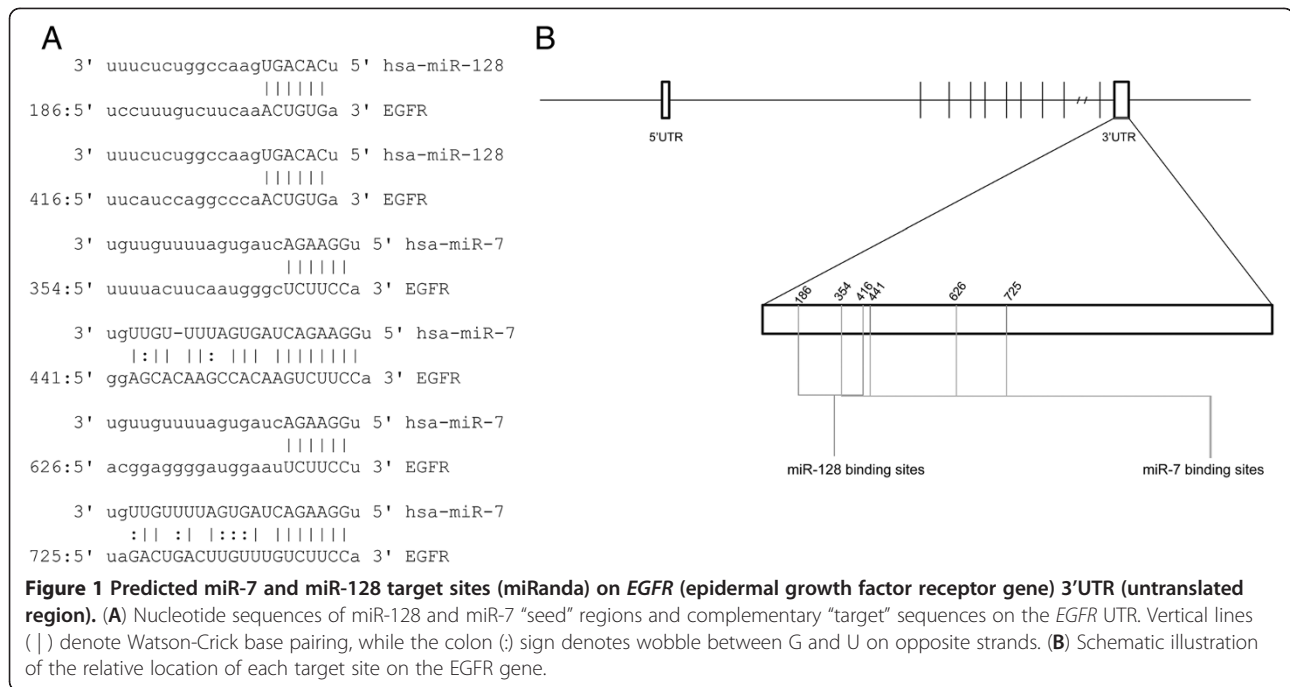 A
3' uuucucuggccaagUGACACu 5' hsa-miR-128
||||||
186:5' uccuuugucuucaaACUGUGa 3' EGFR
3' uuucucuggccaagUGACACu 5' hsa-miR-128
||||||
416:5' uucauccaggcccaACUGUGa 3' EGFR
3' uguuguuuuagugaucAGAAGGu 5' hsa-miR-7
||||||
354:5' uuuuacuucaaugggcUCUUCCa 3' EGFR
3' ugUUGU-UUUAGUGAUCAGAAGGu 5' hsa-miR-7
|:|| ||: ||| ||||||||
441:5' ggAGCACAAGCCACAAGUCUUCCa 3' EGFR
3' uguuguuuuagugaucAGAAGGu 5' hsa-miR-7
||||||
626:5' acggaggggauggaauUCUUCCu 3' EGFR
3' ugUUGUUUUAGUGAUCAGAAGGu 5' hsa-miR-7
:|| :| |:::| |||||||
725:5' uaGACUGACUUGUUUGUCUUCCa 3' EGFR
B
//
5'UTR
3'UTR
186
354
416
441
626
725
miR-128 binding sites
miR-7 binding sites
Figure 1 Predicted miR-7 and miR-128 target sites (miRanda) on EGFR (epidermal growth factor receptor gene) 3'UTR (untranslated
region). (A) Nucleotide sequences of miR-128 and miR-7 “seed” regions and complementary “target” sequences on the EGFR UTR. Vertical lines
(|) denote Watson-Crick base pairing, while the colon (:) sign denotes wobble between G and U on opposite strands. (B) Schematic illustration
of the relative location of each target site on the EGFR gene.